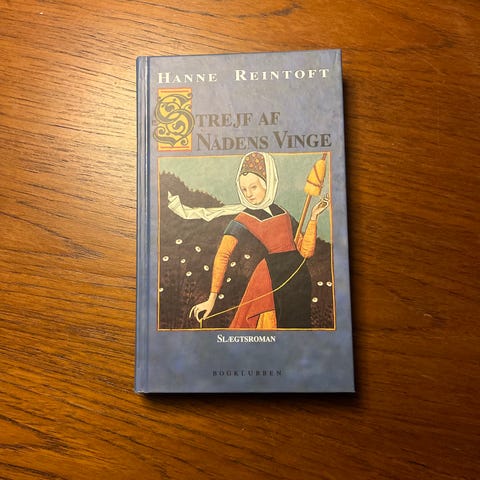 HANNE REINTOFT
STREJF AF
NÅDENS VINGE
SLÆGTSROMAN
BOGKLUBBEN